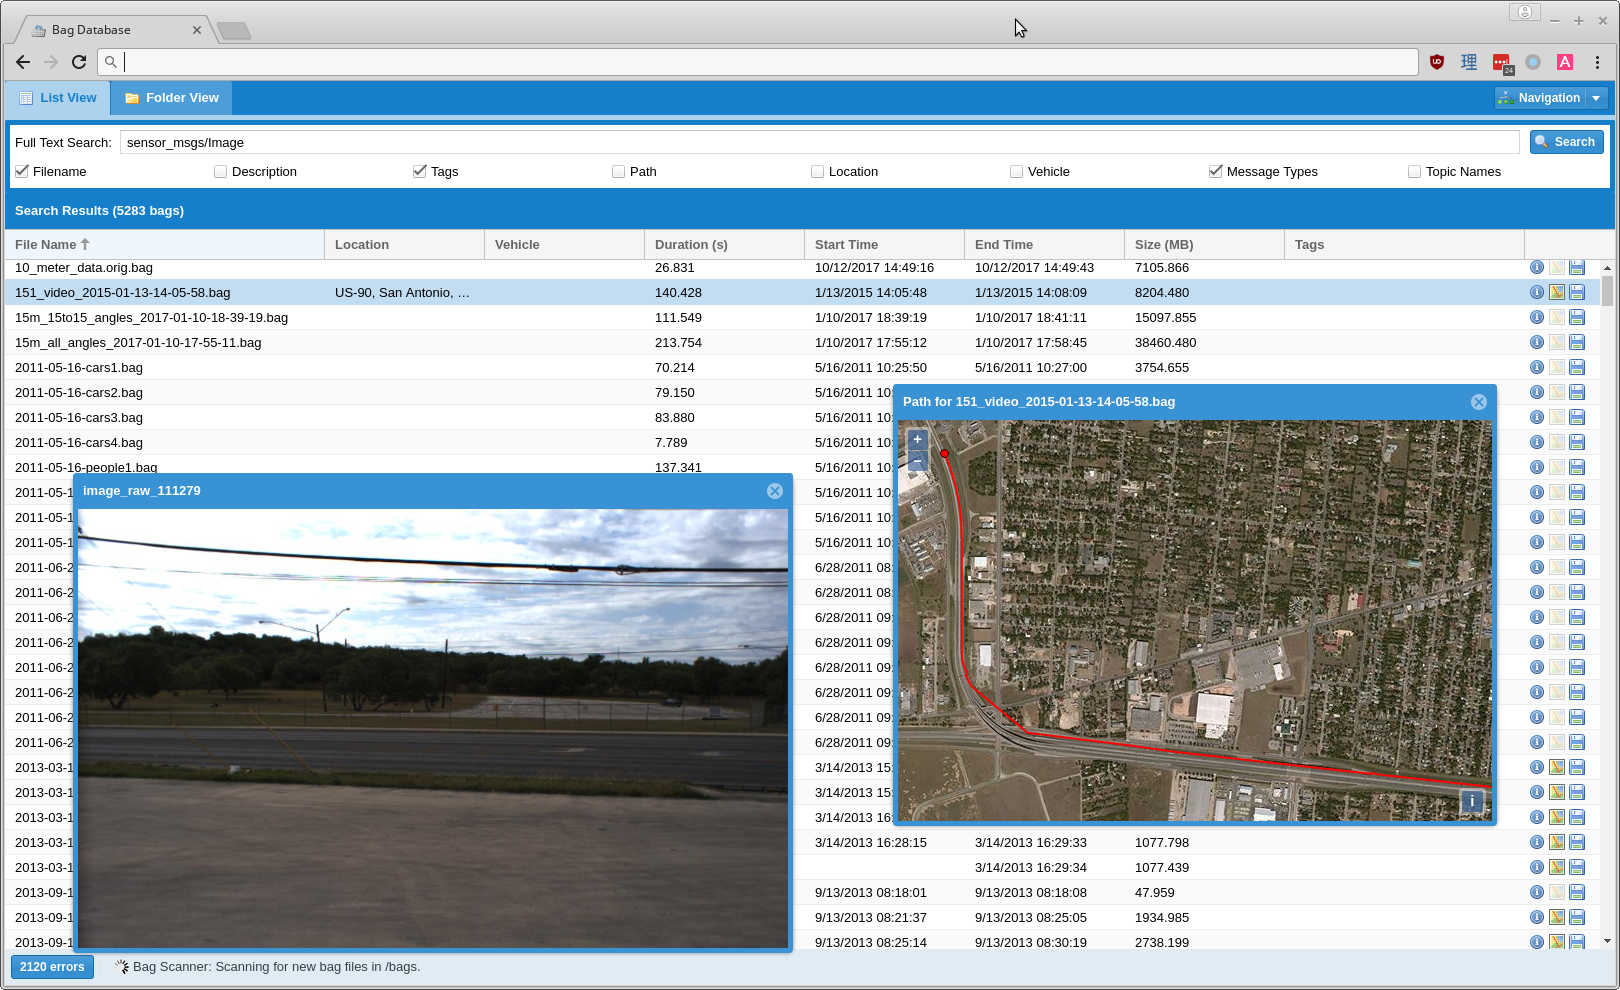 Bag Database
24
A
List View
Folder View
Navigation
Full Text Search: sensor_msgs/Image
Search
Filename Description Tags Path Location Vehicle Message Types Topic Names
Search Results (5283 bags)
File Name Location Vehicle Duration (s) Start Time End Time Size (MB) Tags
10_meter_data.orig.bag 26.831 10/12/2017 14:49:16 10/12/2017 14:49:43 7105.866
151_video_2015-01-13-14-05-58.bag US-90, San Antonio, … 140.428 1/13/2015 14:05:48 1/13/2015 14:08:09 8204.480
15m_15to15_angles_2017-01-10-18-39-19.bag 111.549 1/10/2017 18:39:19 1/10/2017 18:41:11 15097.855
15m_all_angles_2017-01-10-17-55-11.bag 213.754 1/10/2017 17:55:12 1/10/2017 17:58:45 38460.480
2011-05-16-cars1.bag 70.214 5/16/2011 10:25:50 5/16/2011 10:27:00 3754.655
2011-05-16-cars2.bag 79.150 5/16/2011 10:
2011-05-16-cars3.bag 83.880 5/16/2011 10:
2011-05-16-cars4.bag 7.789 5/16/2011 10:
2011-05-16-people1.bag 137.341 5/16/2011 10:
2011-05-1 5/16/2011 10:
2011-05-1 5/16/2011 10:
2011-05-1 5/16/2011 10:
2011-06-2 6/28/2011 08:
2011-06-2 6/28/2011 08:
2011-06-2 6/28/2011 09:
2011-06-2 6/28/2011 09:
2011-06-2 6/28/2011 09:
2011-06-2 6/28/2011 09:
2011-06-2 6/28/2011 09:
2011-06-2 6/28/2011 09:
2013-03-1 3/14/2013 15:
2013-03-1 3/14/2013 15:
2013-03-1 3/14/2013 16:
2013-03-1 3/14/2013 16:28:15 3/14/2013 16:29:33 1077.798
2013-03-1 3/14/2013 16:29:34 1077.439
2013-09-1 9/13/2013 08:18:01 9/13/2013 08:18:08 47.959
2013-09-1 9/13/2013 08:21:37 9/13/2013 08:25:05 1934.985
2013-09-1 9/13/2013 08:25:14 9/13/2013 08:30:19 2738.199
Path for 151_video_2015-01-13-14-05-58.bag
+
−
i
image_raw_111279
2120 errors
Bag Scanner: Scanning for new bag files in /bags.